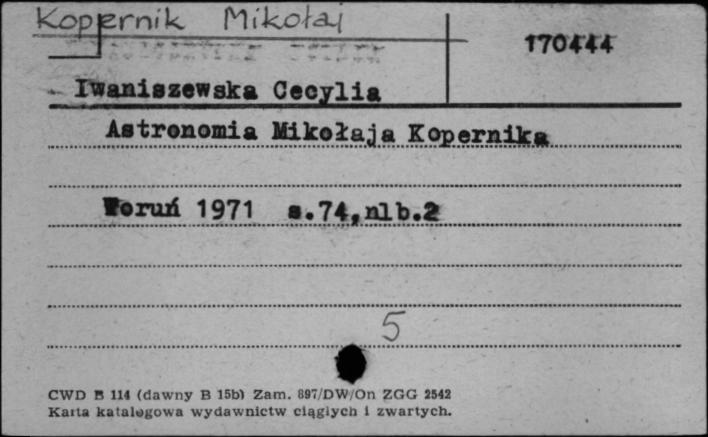 Kopernik Mikołaj
170444
Iwaniszewska Cecylia
Astronomia Mikołaja Kopernika
Toruń 1971 s.74,nlb.2
5
CWD B 114 (dawny B 15b) Zam. 897/DW/On ZGG 2542
Karta katalogowa wydawnictw ciągłych i zwartych.